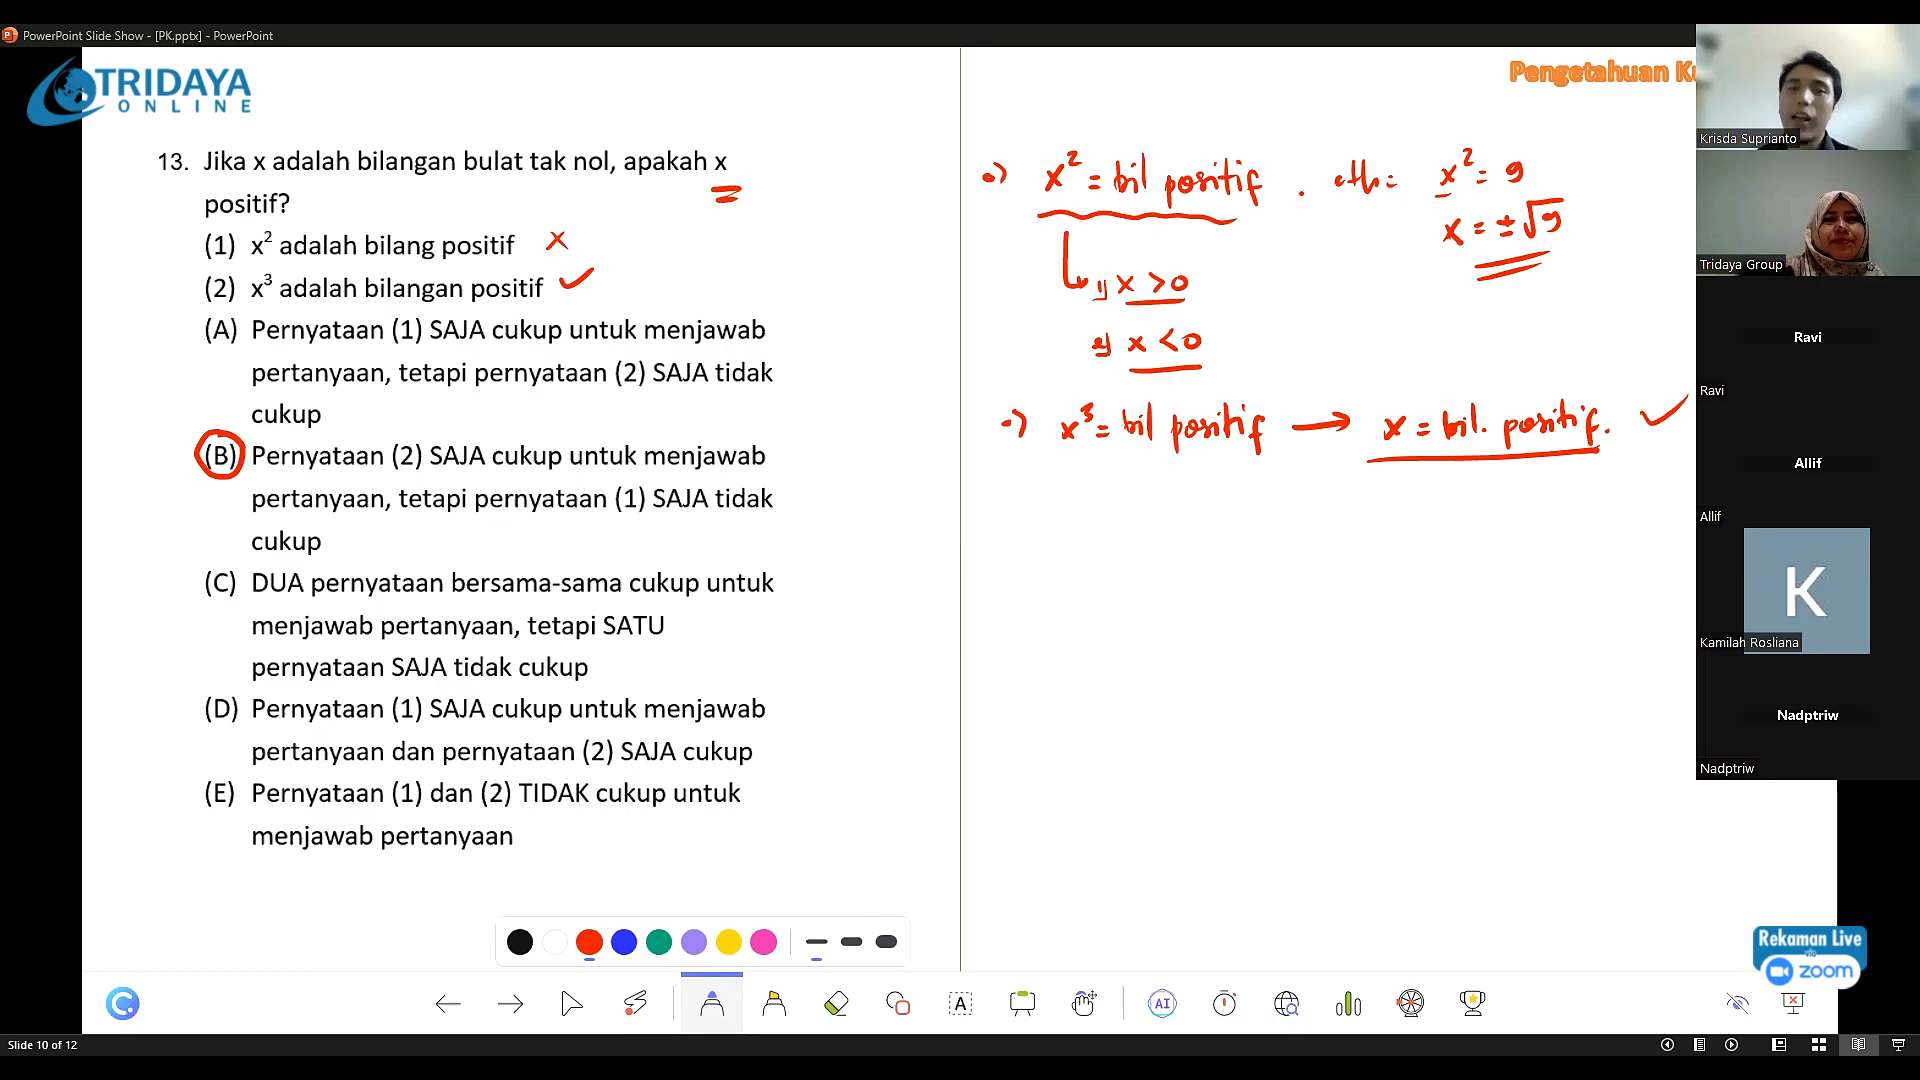 PowerPoint Slide Show - [PK.pptx] - PowerPoint
TRIDAYA
ONLINE
Pengetahuan
13. Jika x adalah bilangan bulat tak nol, apakah x
positif?
(1) x² adalah bilang positif ×
(2) x³ adalah bilangan positif ✓
(A) Pernyataan (1) SAJA cukup untuk menjawab
pertanyaan, tetapi pernyataan (2) SAJA tidak
cukup
(B) Pernyataan (2) SAJA cukup untuk menjawab
pertanyaan, tetapi pernyataan (1) SAJA tidak
cukup
(C) DUA pernyataan bersama-sama cukup untuk
menjawab pertanyaan, tetapi SATU
pernyataan SAJA tidak cukup
(D) Pernyataan (1) SAJA cukup untuk menjawab
pertanyaan dan pernyataan (2) SAJA cukup
(E) Pernyataan (1) dan (2) TIDAK cukup untuk
menjawab pertanyaan
x² = bil positif . cth: x² = 9
x = ±√9
1) x > 0
2) x < 0
x³ = bil positif → x = bil. positif. ✓
Krisda Suprianto
Tridaya Group
Ravi
Ravi
Allif
Allif
K
Kamilah Rosliana
Nadptriw
Nadptriw
Rekaman Live
via
zoom
A
AI
Slide 10 of 12